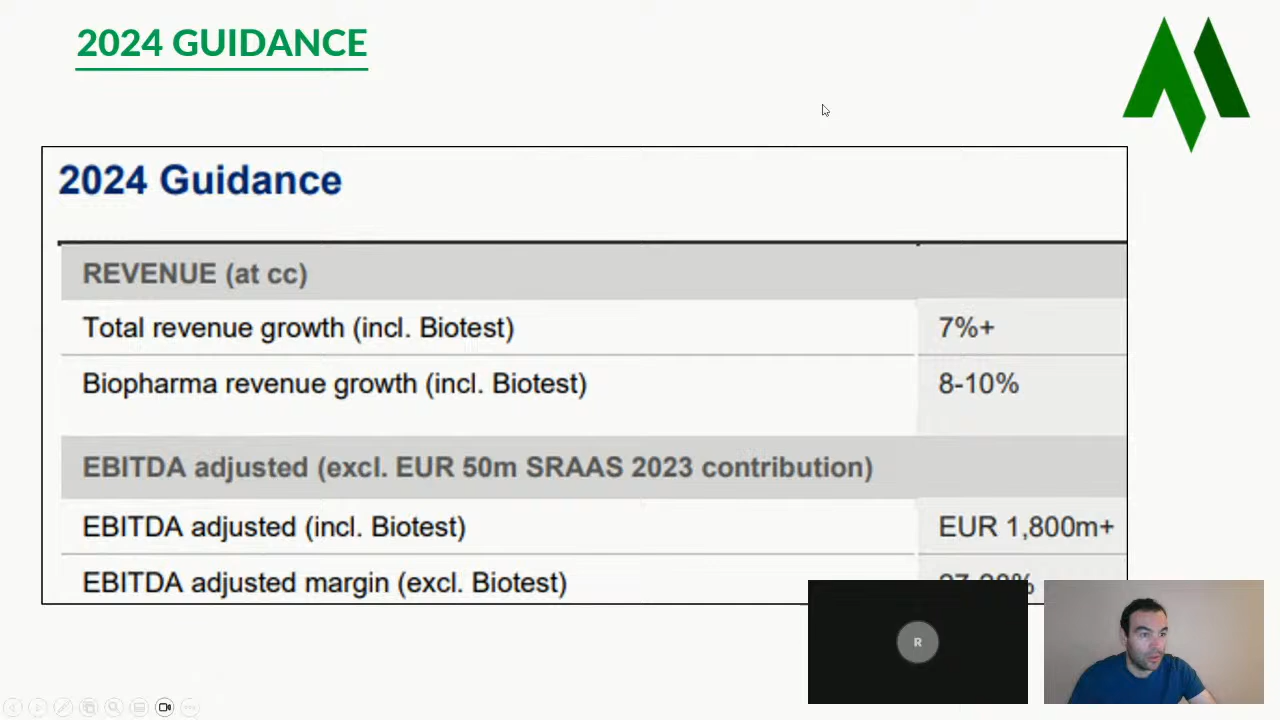 2024 GUIDANCE
2024 Guidance
REVENUE (at cc)
Total revenue growth (incl. Biotest) 7%+
Biopharma revenue growth (incl. Biotest) 8-10%
EBITDA adjusted (excl. EUR 50m SRAAS 2023 contribution)
EBITDA adjusted (incl. Biotest) EUR 1,800m+
EBITDA adjusted margin (excl. Biotest)
R